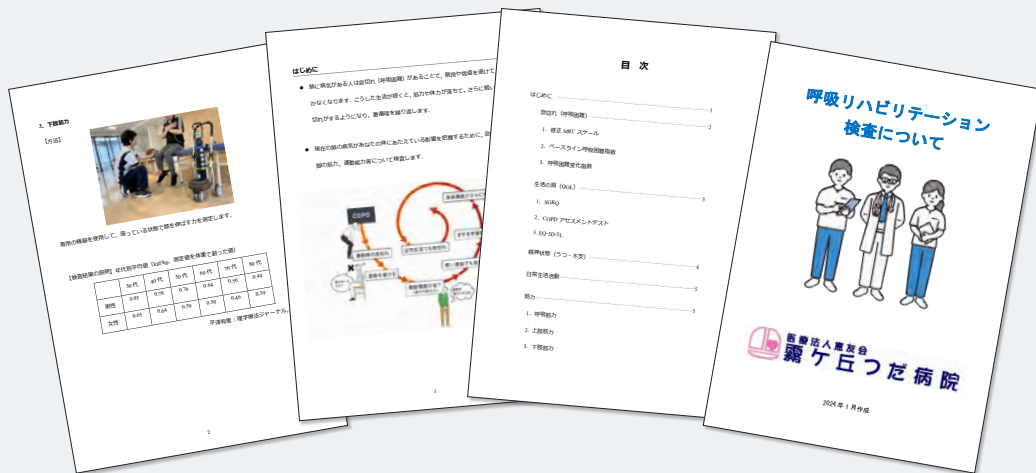 3. 下肢筋力
【方法】
専用の機器を使用して、座っている状態で膝を伸ばす力を測定します．
【検査結果の説明】年代別平均値（kgf/kg，測定値を体重で割った値）
30代 40代 50代 60代 70代 80代
男性 0.85
女性 0.65 0.64 0.59 0.50 0.46 0.39
平澤有里：理学療法ジャーナル，
2
はじめに
● 肺に病気がある人は息切れ（呼吸困難）があることで，階段や坂道を避けて
かなくなります．こうした生活が続くと，筋力や体力が落ちて，さらに軽い
切れがするようになり，悪循環を繰り返します．
● 現在の肺の病気があなたの体にあたえている影響を把握するために，息
脚の筋力，運動能力等について検査します．
COPD
1
目 次
はじめに 1
息切れ（呼吸困難） 2
1. 修正 MRC スケール
2. ベースライン呼吸困難指数
3. 呼吸困難変化指数
生活の質（QOL） 3
1. SGRQ
2. COPD アセスメントテスト
3. EQ-5D-5L
精神状態（うつ・不安） 4
日常生活活動 5
筋力 5
1. 呼吸筋力
2. 上肢筋力
3. 下肢筋力
呼吸リハビリテーション
検査について
医療法人恵友会
霧ケ丘つだ病院
2024年1月作成